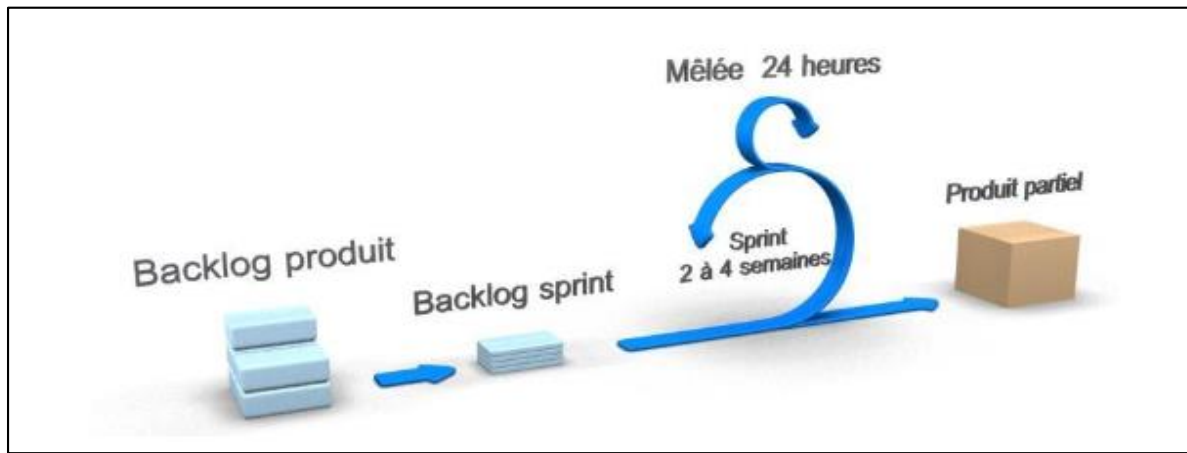 Mêlée 24 heures
Produit partiel
Backlog produit
Sprint
2 à 4 semaines
Backlog sprint